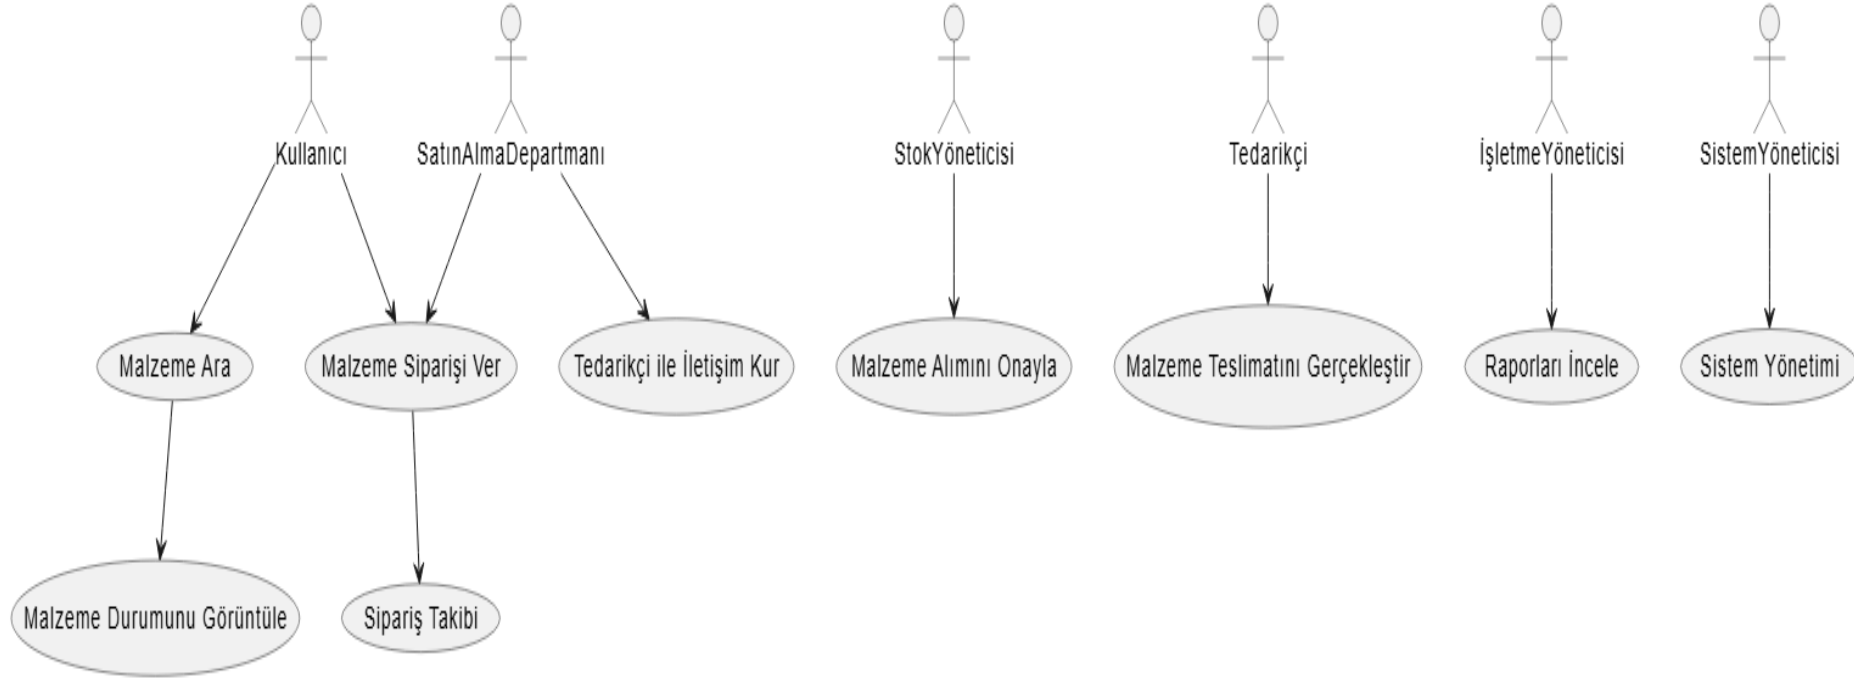 Kullanıcı
SatınAlmaDepartmanı
StokYöneticisi
Tedarikçi
İşletmeYöneticisi
SistemYöneticisi
Malzeme Ara
Malzeme Siparişi Ver
Tedarikçi ile İletişim Kur
Malzeme Alımını Onayla
Malzeme Teslimatını Gerçekleştir
Raporları İncele
Sistem Yönetimi
Malzeme Durumunu Görüntüle
Sipariş Takibi